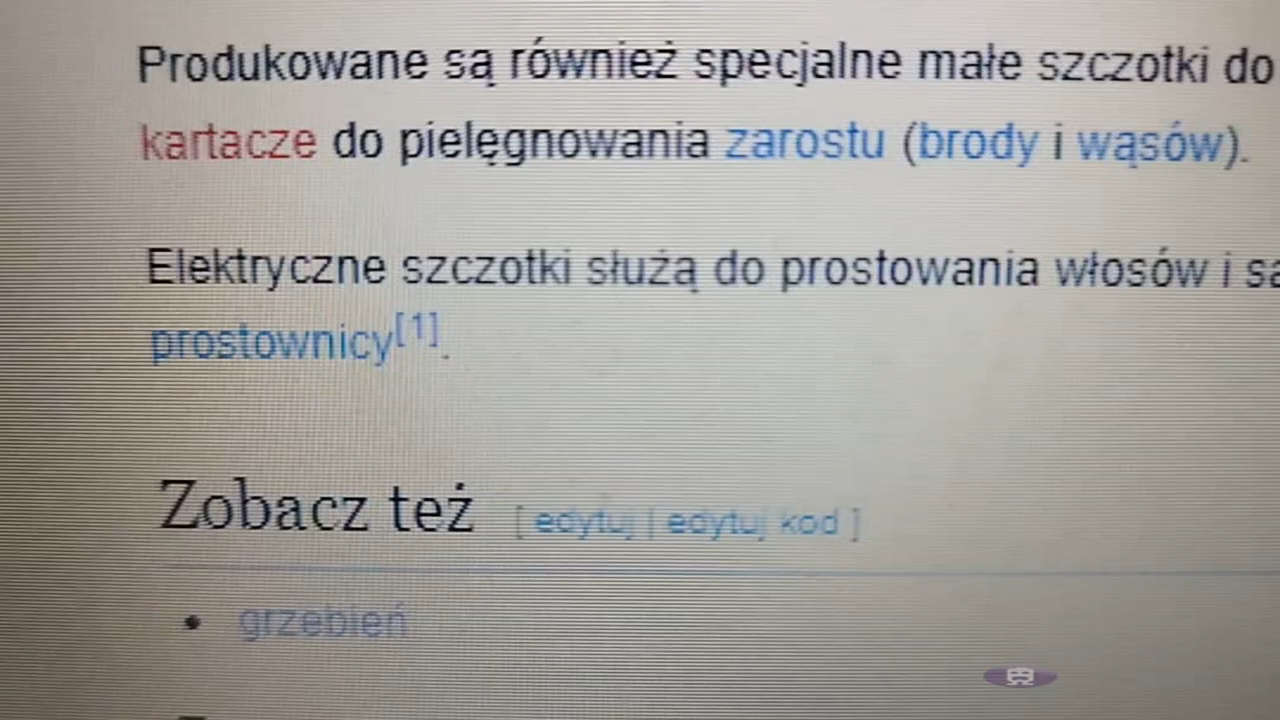 Produkowane są również specjalne małe szczotki do
kartacze do pielęgnowania zarostu (brody i wąsów).
Elektryczne szczotki służą do prostowania włosów i są
prostownicy[1].
Zobacz też [ edytuj | edytuj kod ]
• grzebień